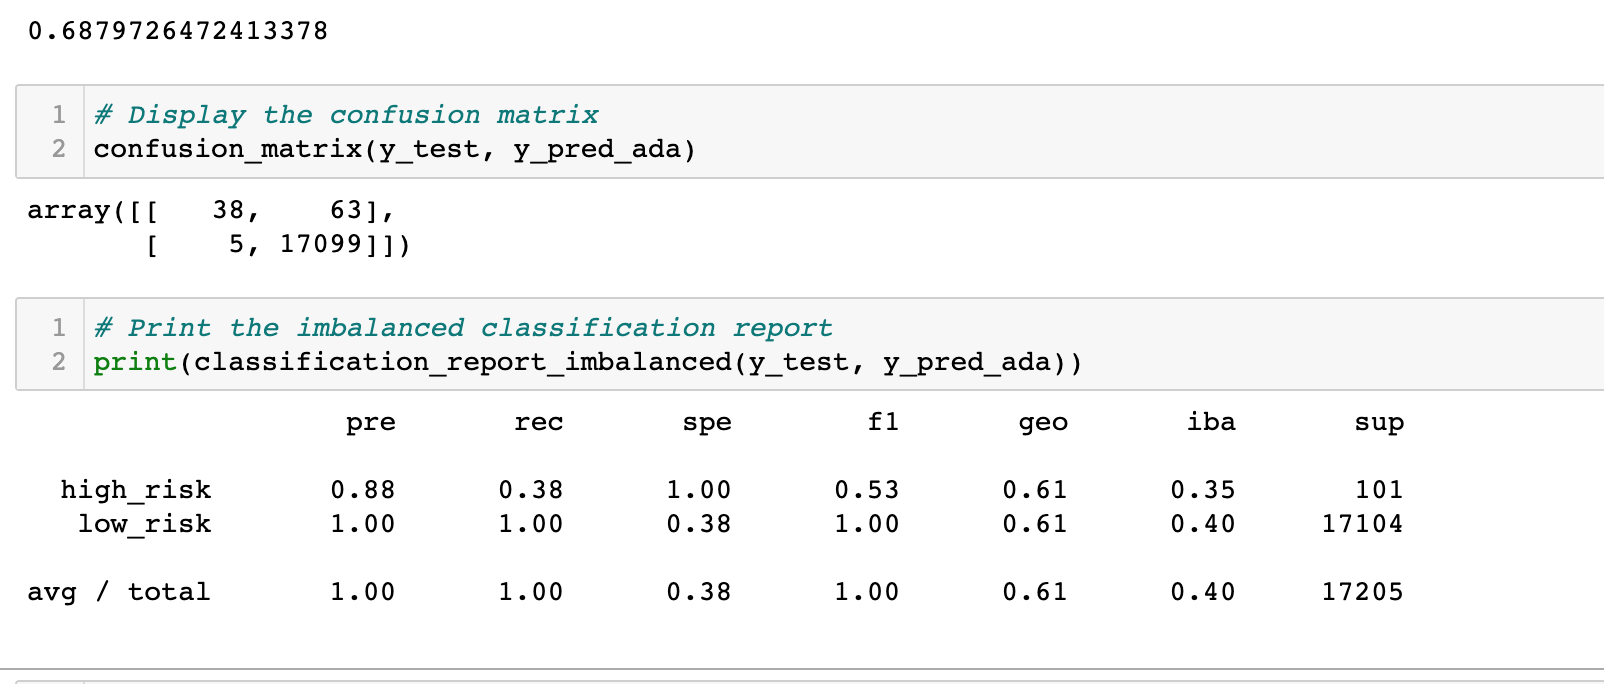 0.6879726472413378
1 # Display the confusion matrix
2 confusion_matrix(y_test, y_pred_ada)
array([[   38,    63],
       [    5, 17099]])
1 # Print the imbalanced classification report
2 print(classification_report_imbalanced(y_test, y_pred_ada))
pre rec spe f1 geo iba sup
high_risk 0.88 0.38 1.00 0.53 0.61 0.35 101
low_risk 1.00 1.00 0.38 1.00 0.61 0.40 17104
avg / total 1.00 1.00 0.38 1.00 0.61 0.40 17205